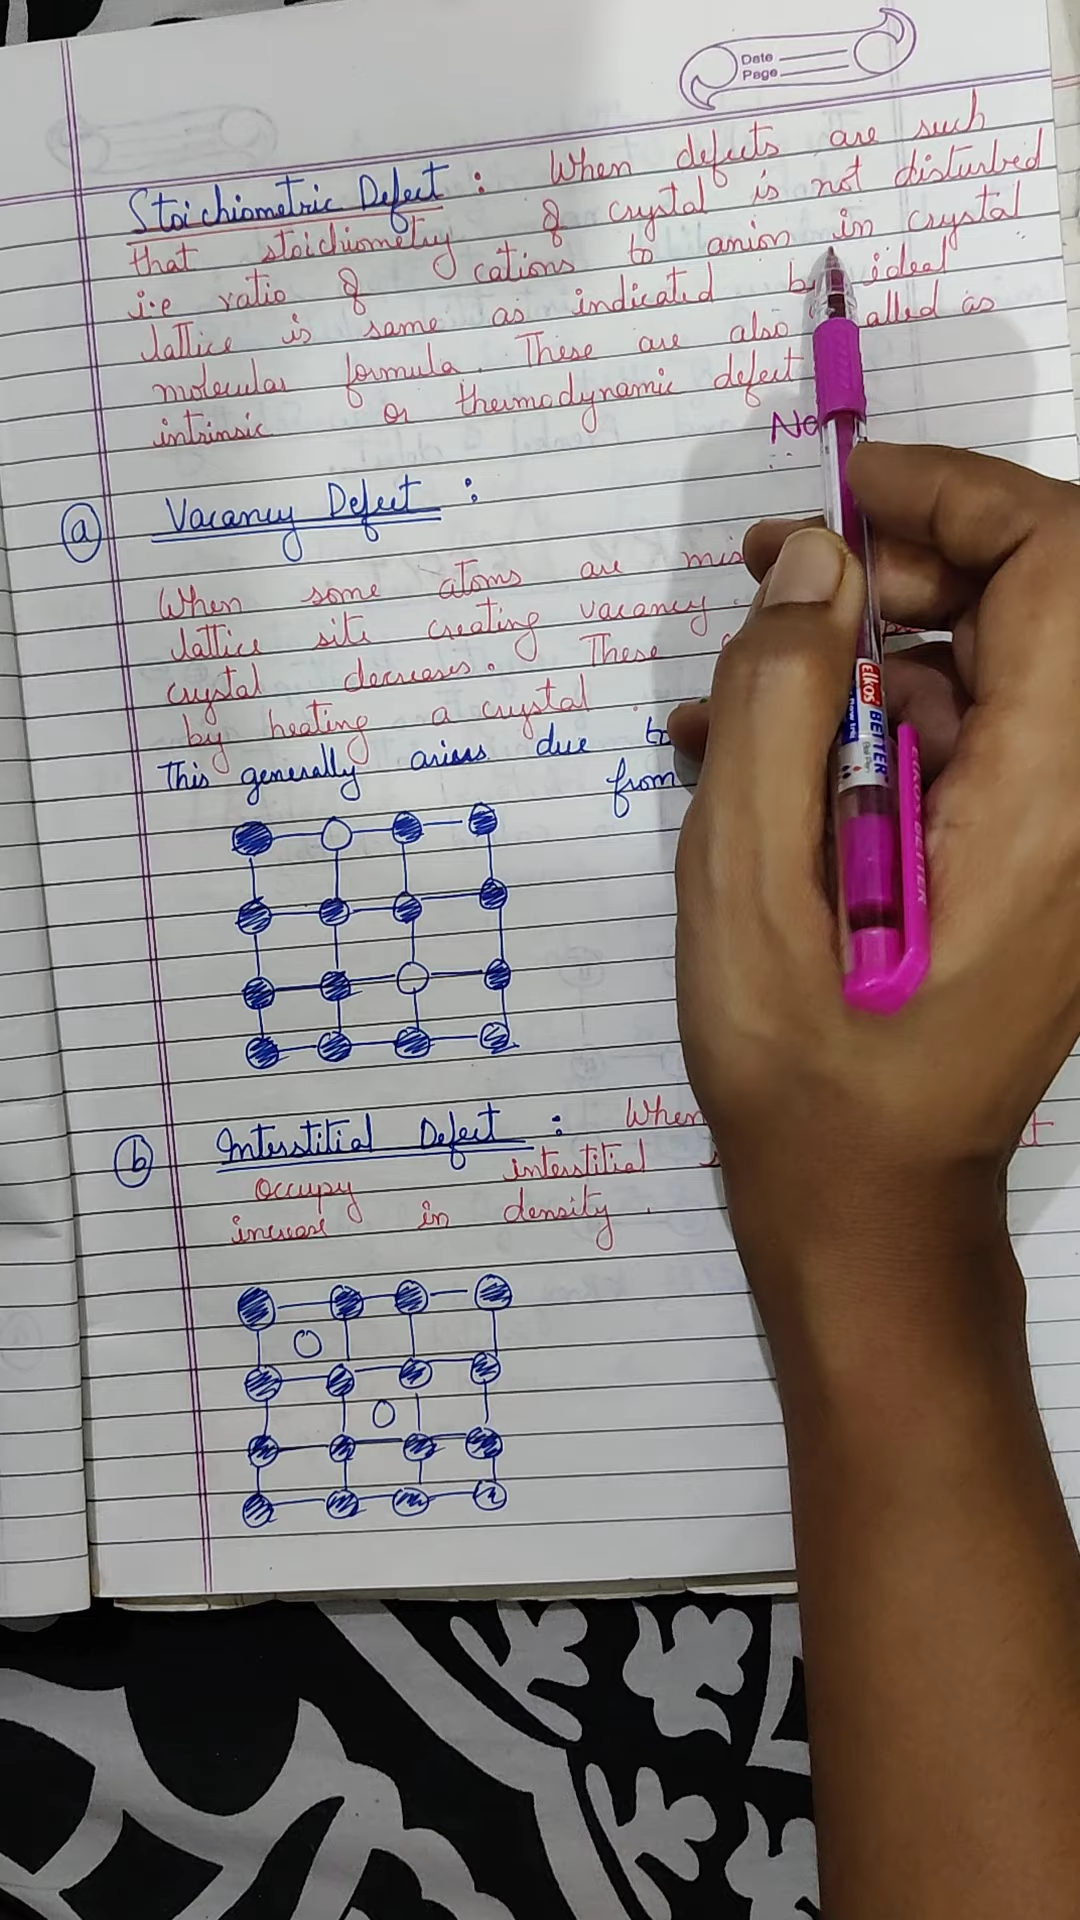 Date
Page
Stoichiometric Defect : When defects are such
that stoichiometry of crystal is not disturbed
i.e ratio of cations to anion in crystal
lattice is same as indicated by ideal
molecular formula. These are also called as
intrinsic or thermodynamic defect
No
a Vacancy Defect :
When some atoms are mis
lattice site creating vacancy.
crystal decreases. These
by heating a crystal.
This generally arises due to
from
b Interstitial Defect : When
occupy interstitial
increase in density.
Elkos BETTER
ELKOS BETTER